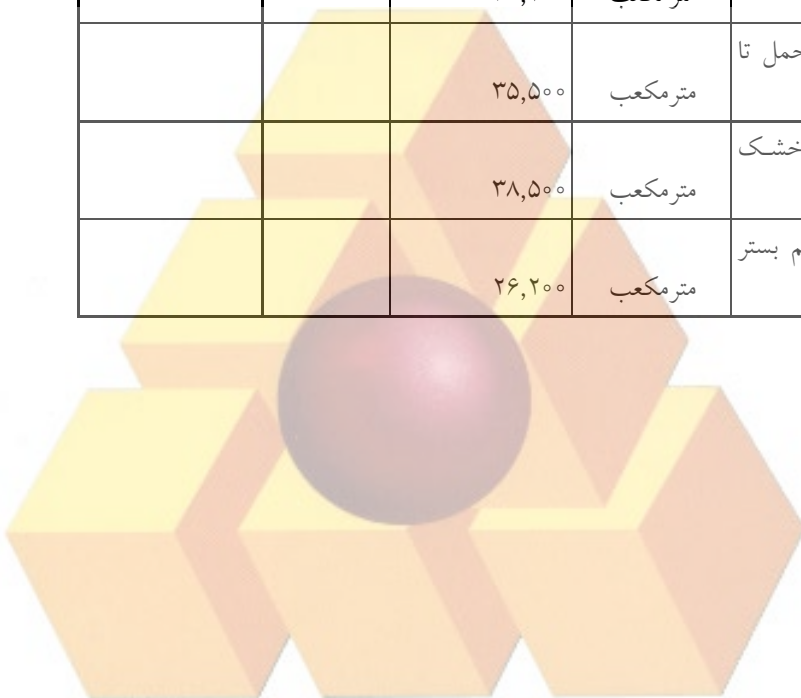 حمل تا
مترمکعب ۳۵,۵۰۰
خشک
مترمکعب ۳۸,۵۰۰
م بستر
مترمکعب ۲۶,۲۰۰